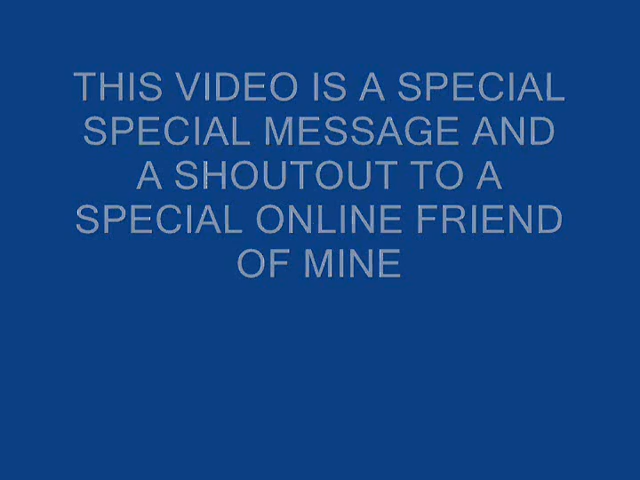 THIS VIDEO IS A SPECIAL
SPECIAL MESSAGE AND
A SHOUTOUT TO A
SPECIAL ONLINE FRIEND
OF MINE